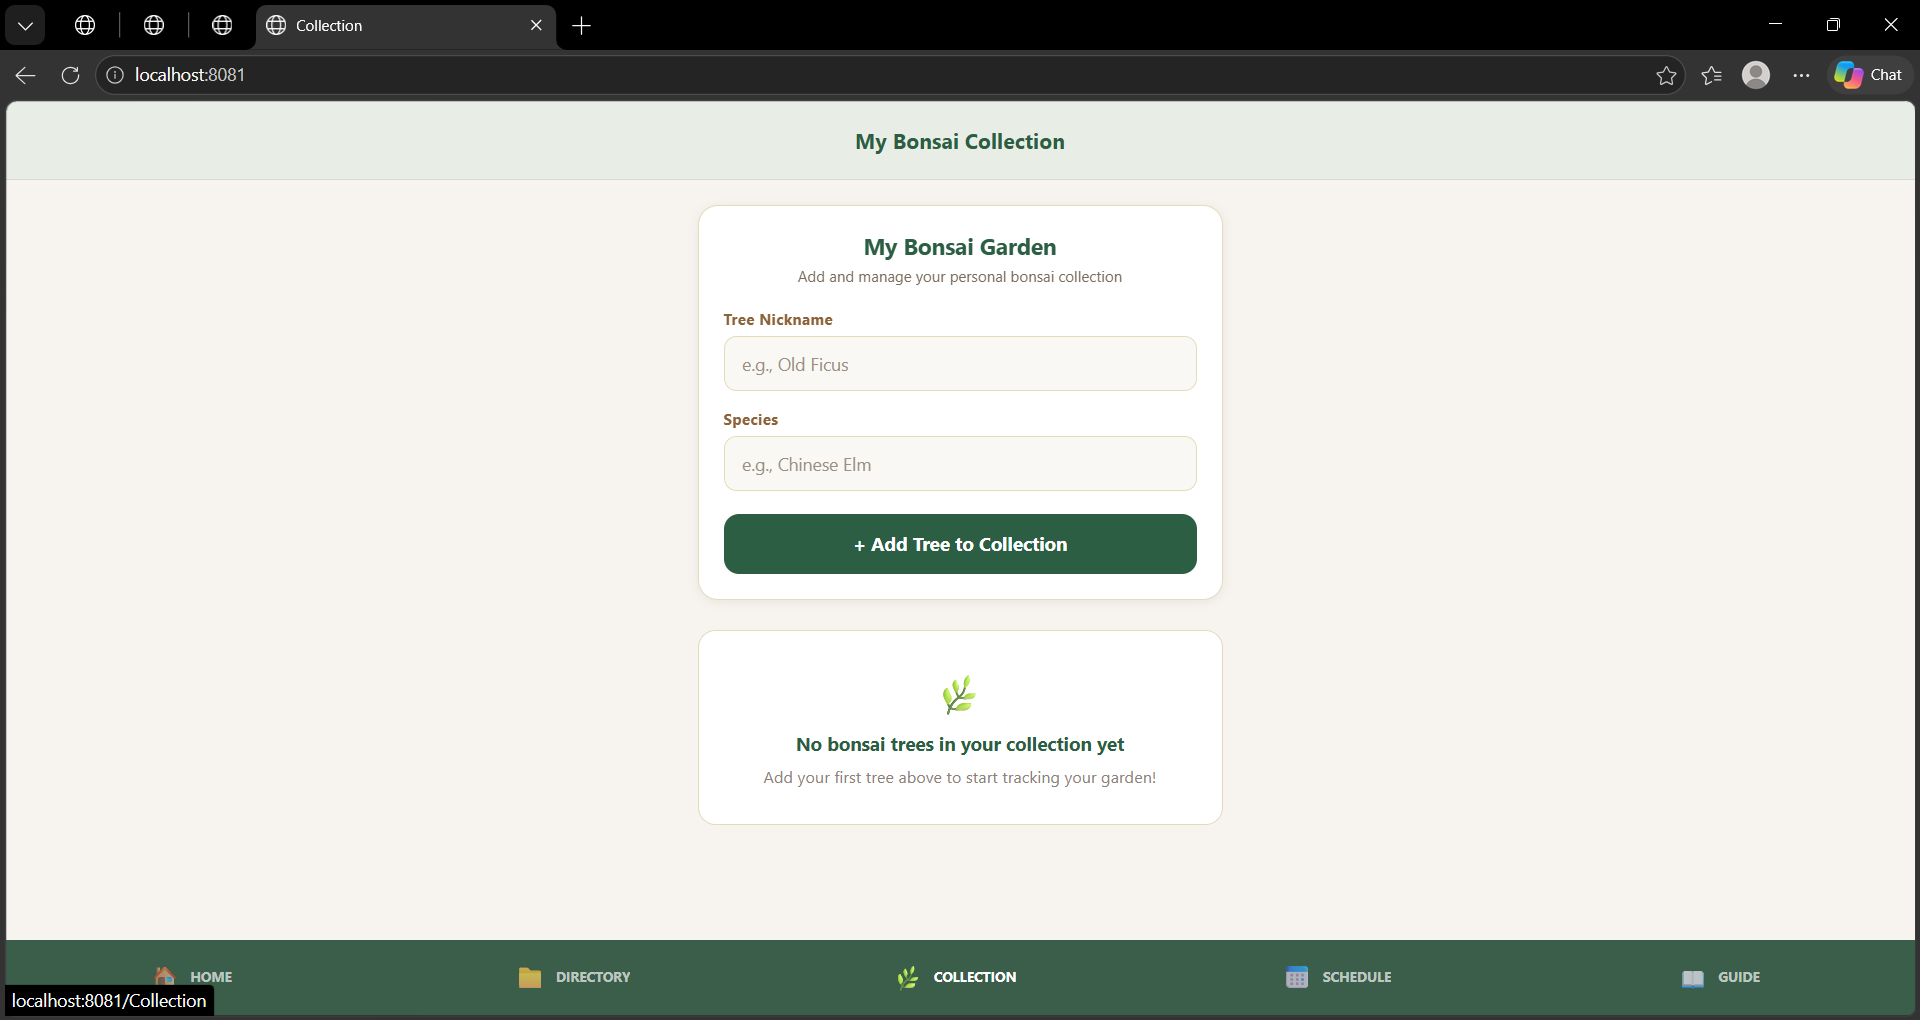 Collection
localhost:8081
Chat
My Bonsai Collection
My Bonsai Garden
Add and manage your personal bonsai collection
Tree Nickname
e.g., Old Ficus
Species
e.g., Chinese Elm
+ Add Tree to Collection
No bonsai trees in your collection yet
Add your first tree above to start tracking your garden!
HOME
DIRECTORY
COLLECTION
SCHEDULE
GUIDE
localhost:8081/Collection